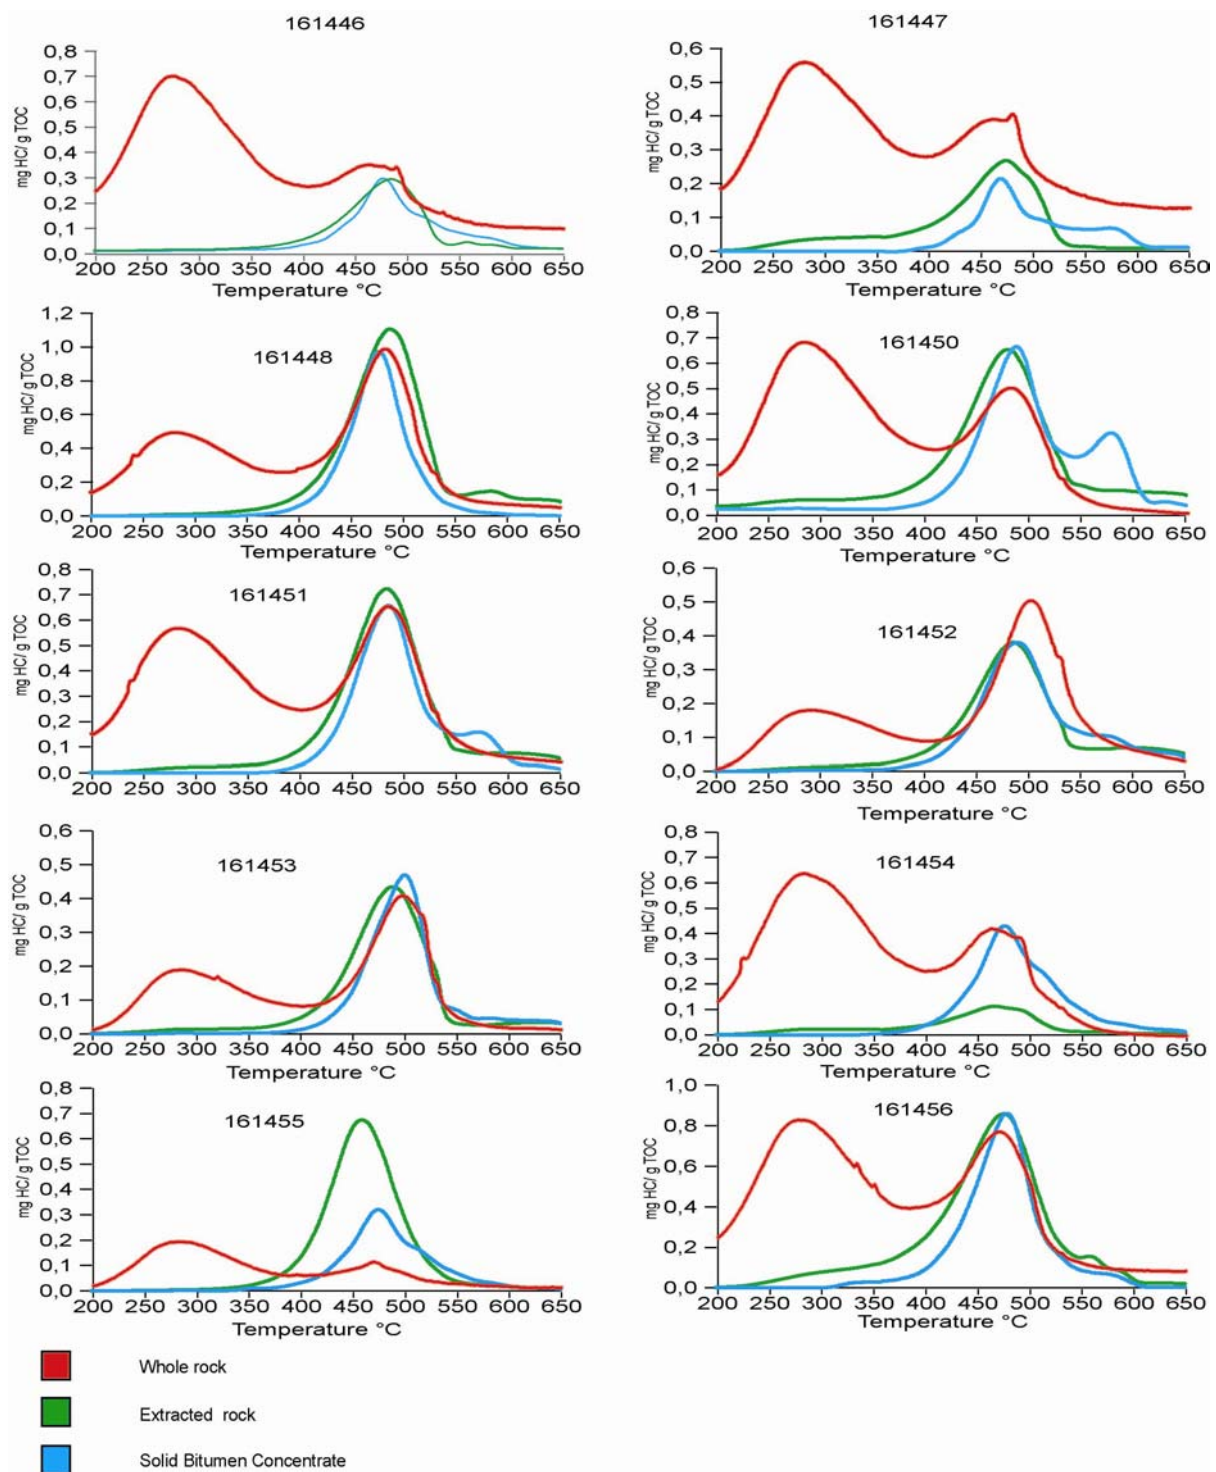 161446
0,8
0,7
0,6
0,5
0,4
0,3
0,2
0,1
0,0
mg HC/ g TOC
200 250 300 350 400 450 500 550 600 650
Temperature °C
161447
0,6
0,5
0,4
0,3
0,2
0,1
0,0
mg HC/ g TOC
200 250 300 350 400 450 500 550 600 650
Temperature °C
161448
1,2
1,0
0,8
0,6
0,4
0,2
0,0
mg HC/ g TOC
200 250 300 350 400 450 500 550 600 650
Temperature °C
161450
0,8
0,7
0,6
0,5
0,4
0,3
0,2
0,1
0,0
mg HC/ g TOC
200 250 300 350 400 450 500 550 600 650
Temperature °C
161451
0,8
0,7
0,6
0,5
0,4
0,3
0,2
0,1
0,0
mg HC/ g TOC
200 250 300 350 400 450 500 550 600 650
Temperature °C
161452
0,6
0,5
0,4
0,3
0,2
0,1
0,0
mg HC/ g TOC
200 250 300 350 400 450 500 550 600 650
Temperature °C
161453
0,6
0,5
0,4
0,3
0,2
0,1
0,0
mg HC/ g TOC
200 250 300 350 400 450 500 550 600 650
Temperature °C
161454
0,8
0,7
0,6
0,5
0,4
0,3
0,2
0,1
0,0
mg HC/ g TOC
200 250 300 350 400 450 500 550 600 650
Temperature °C
161455
0,8
0,7
0,6
0,5
0,4
0,3
0,2
0,1
0,0
mg HC/ g TOC
200 250 300 350 400 450 500 550 600 650
Temperature °C
161456
1,0
0,8
0,6
0,4
0,2
0,0
mg HC/ g TOC
200 250 300 350 400 450 500 550 600 650
Temperature °C
Whole rock
Extracted rock
Solid Bitumen Concentrate